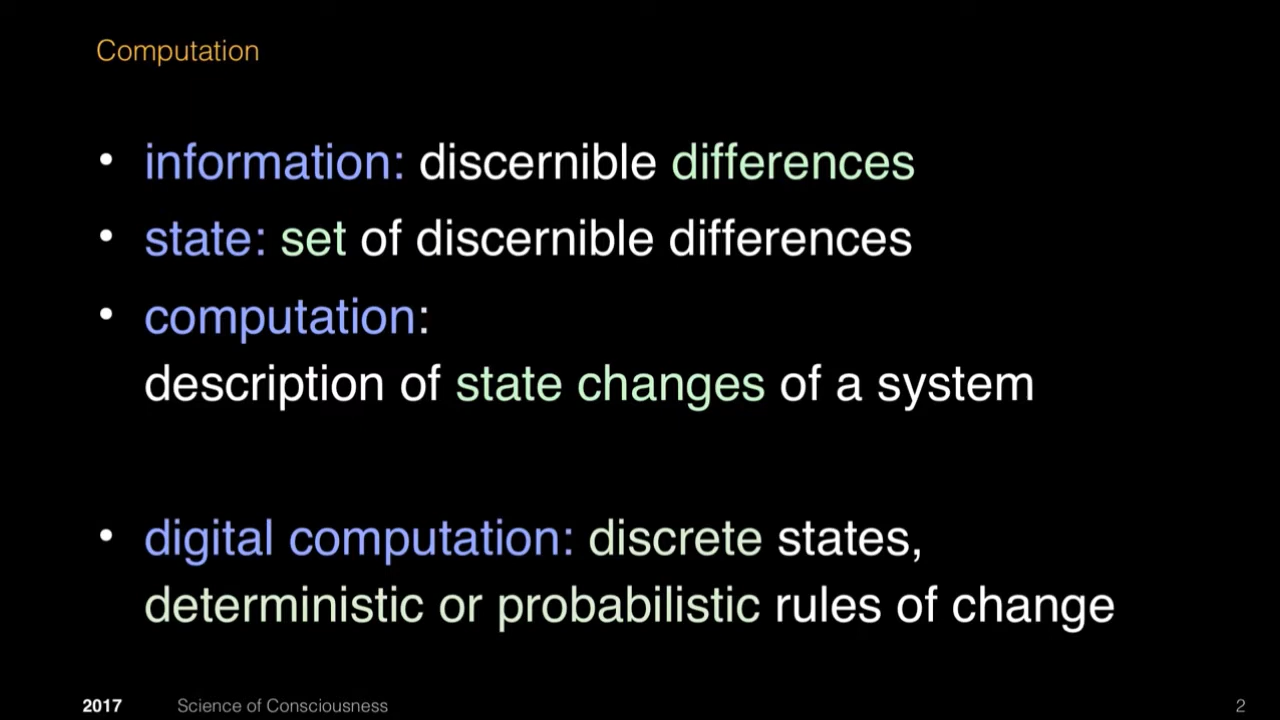 Computation
• information: discernible differences
• state: set of discernible differences
• computation:
description of state changes of a system
• digital computation: discrete states,
deterministic or probabilistic rules of change
2017 Science of Consciousness 2